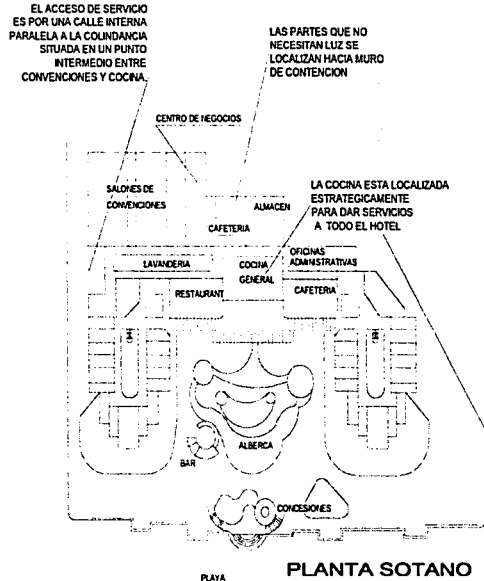 EL ACCESO DE SERVICIO
ES POR UNA CALLE INTERNA
PARALELA A LA COLINDANCIA
SITUADA EN UN PUNTO
INTERMEDIO ENTRE
CONVENCIONES Y COCINA.
LAS PARTES QUE NO
NECESITAN LUZ SE
LOCALIZAN HACIA MURO
DE CONTENCION
CENTRO DE NEGOCIOS
SALONES DE
CONVENCIONES
ALMACEN
CAFETERIA
LA COCINA ESTA LOCALIZADA
ESTRATEGICAMENTE
PARA DAR SERVICIOS
A TODO EL HOTEL
LAVANDERIA
COCINA
GENERAL
OFICINAS
ADMINISTRATIVAS
RESTAURANT
CAFETERIA
ALBERCA
BAR
CONCESIONES
PLAYA
PLANTA SOTANO